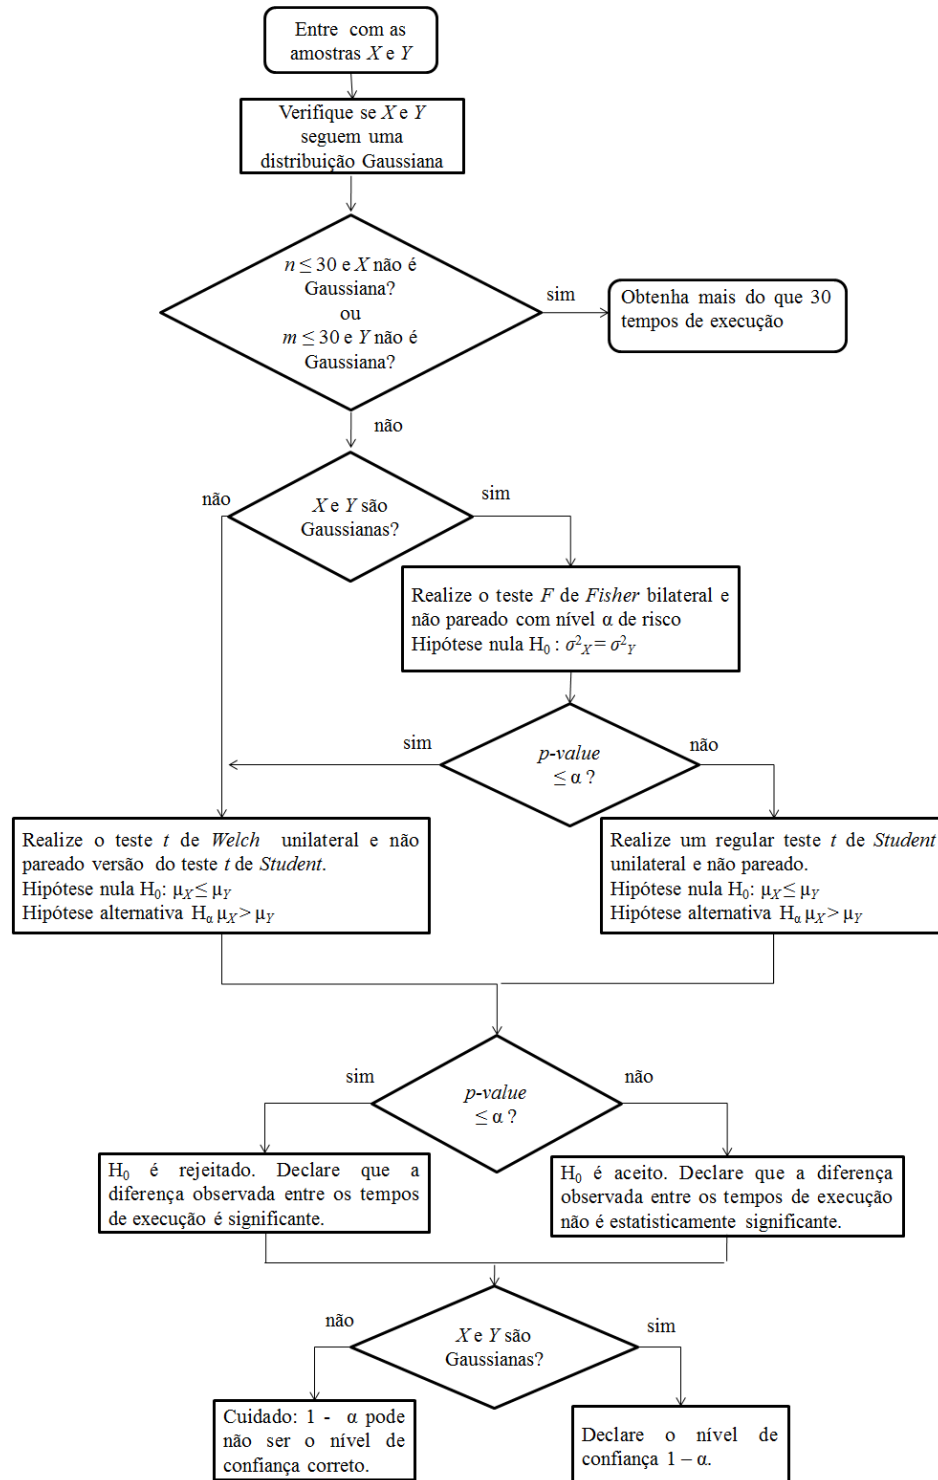 Entre com as
amostras X e Y
Verifique se X e Y
seguem uma
distribuição Gaussiana
n ≤ 30 e X não é
Gaussiana?
ou
m ≤ 30 e Y não é
Gaussiana?
sim
Obtenha mais do que 30
tempos de execução
não
não
X e Y são
Gaussianas?
sim
Realize o teste F de Fisher bilateral e
não pareado com nível α de risco
Hipótese nula H₀ : σ²X = σ²Y
sim
p-value
≤ α ?
não
Realize o teste t de Welch unilateral e não
pareado versão do teste t de Student.
Hipótese nula H₀: μX ≤ μY
Hipótese alternativa Hα μX > μY
Realize um regular teste t de Student
unilateral e não pareado.
Hipótese nula H₀: μX ≤ μY
Hipótese alternativa Hα μX > μY
sim
p-value
≤ α ?
não
H₀ é rejeitado. Declare que a
diferença observada entre os tempos
de execução é significante.
H₀ é aceito. Declare que a diferença
observada entre os tempos de execução
não é estatisticamente significante.
não
X e Y são
Gaussianas?
sim
Cuidado: 1 - α pode
não ser o nível de
confiança correto.
Declare o nível de
confiança 1 – α.